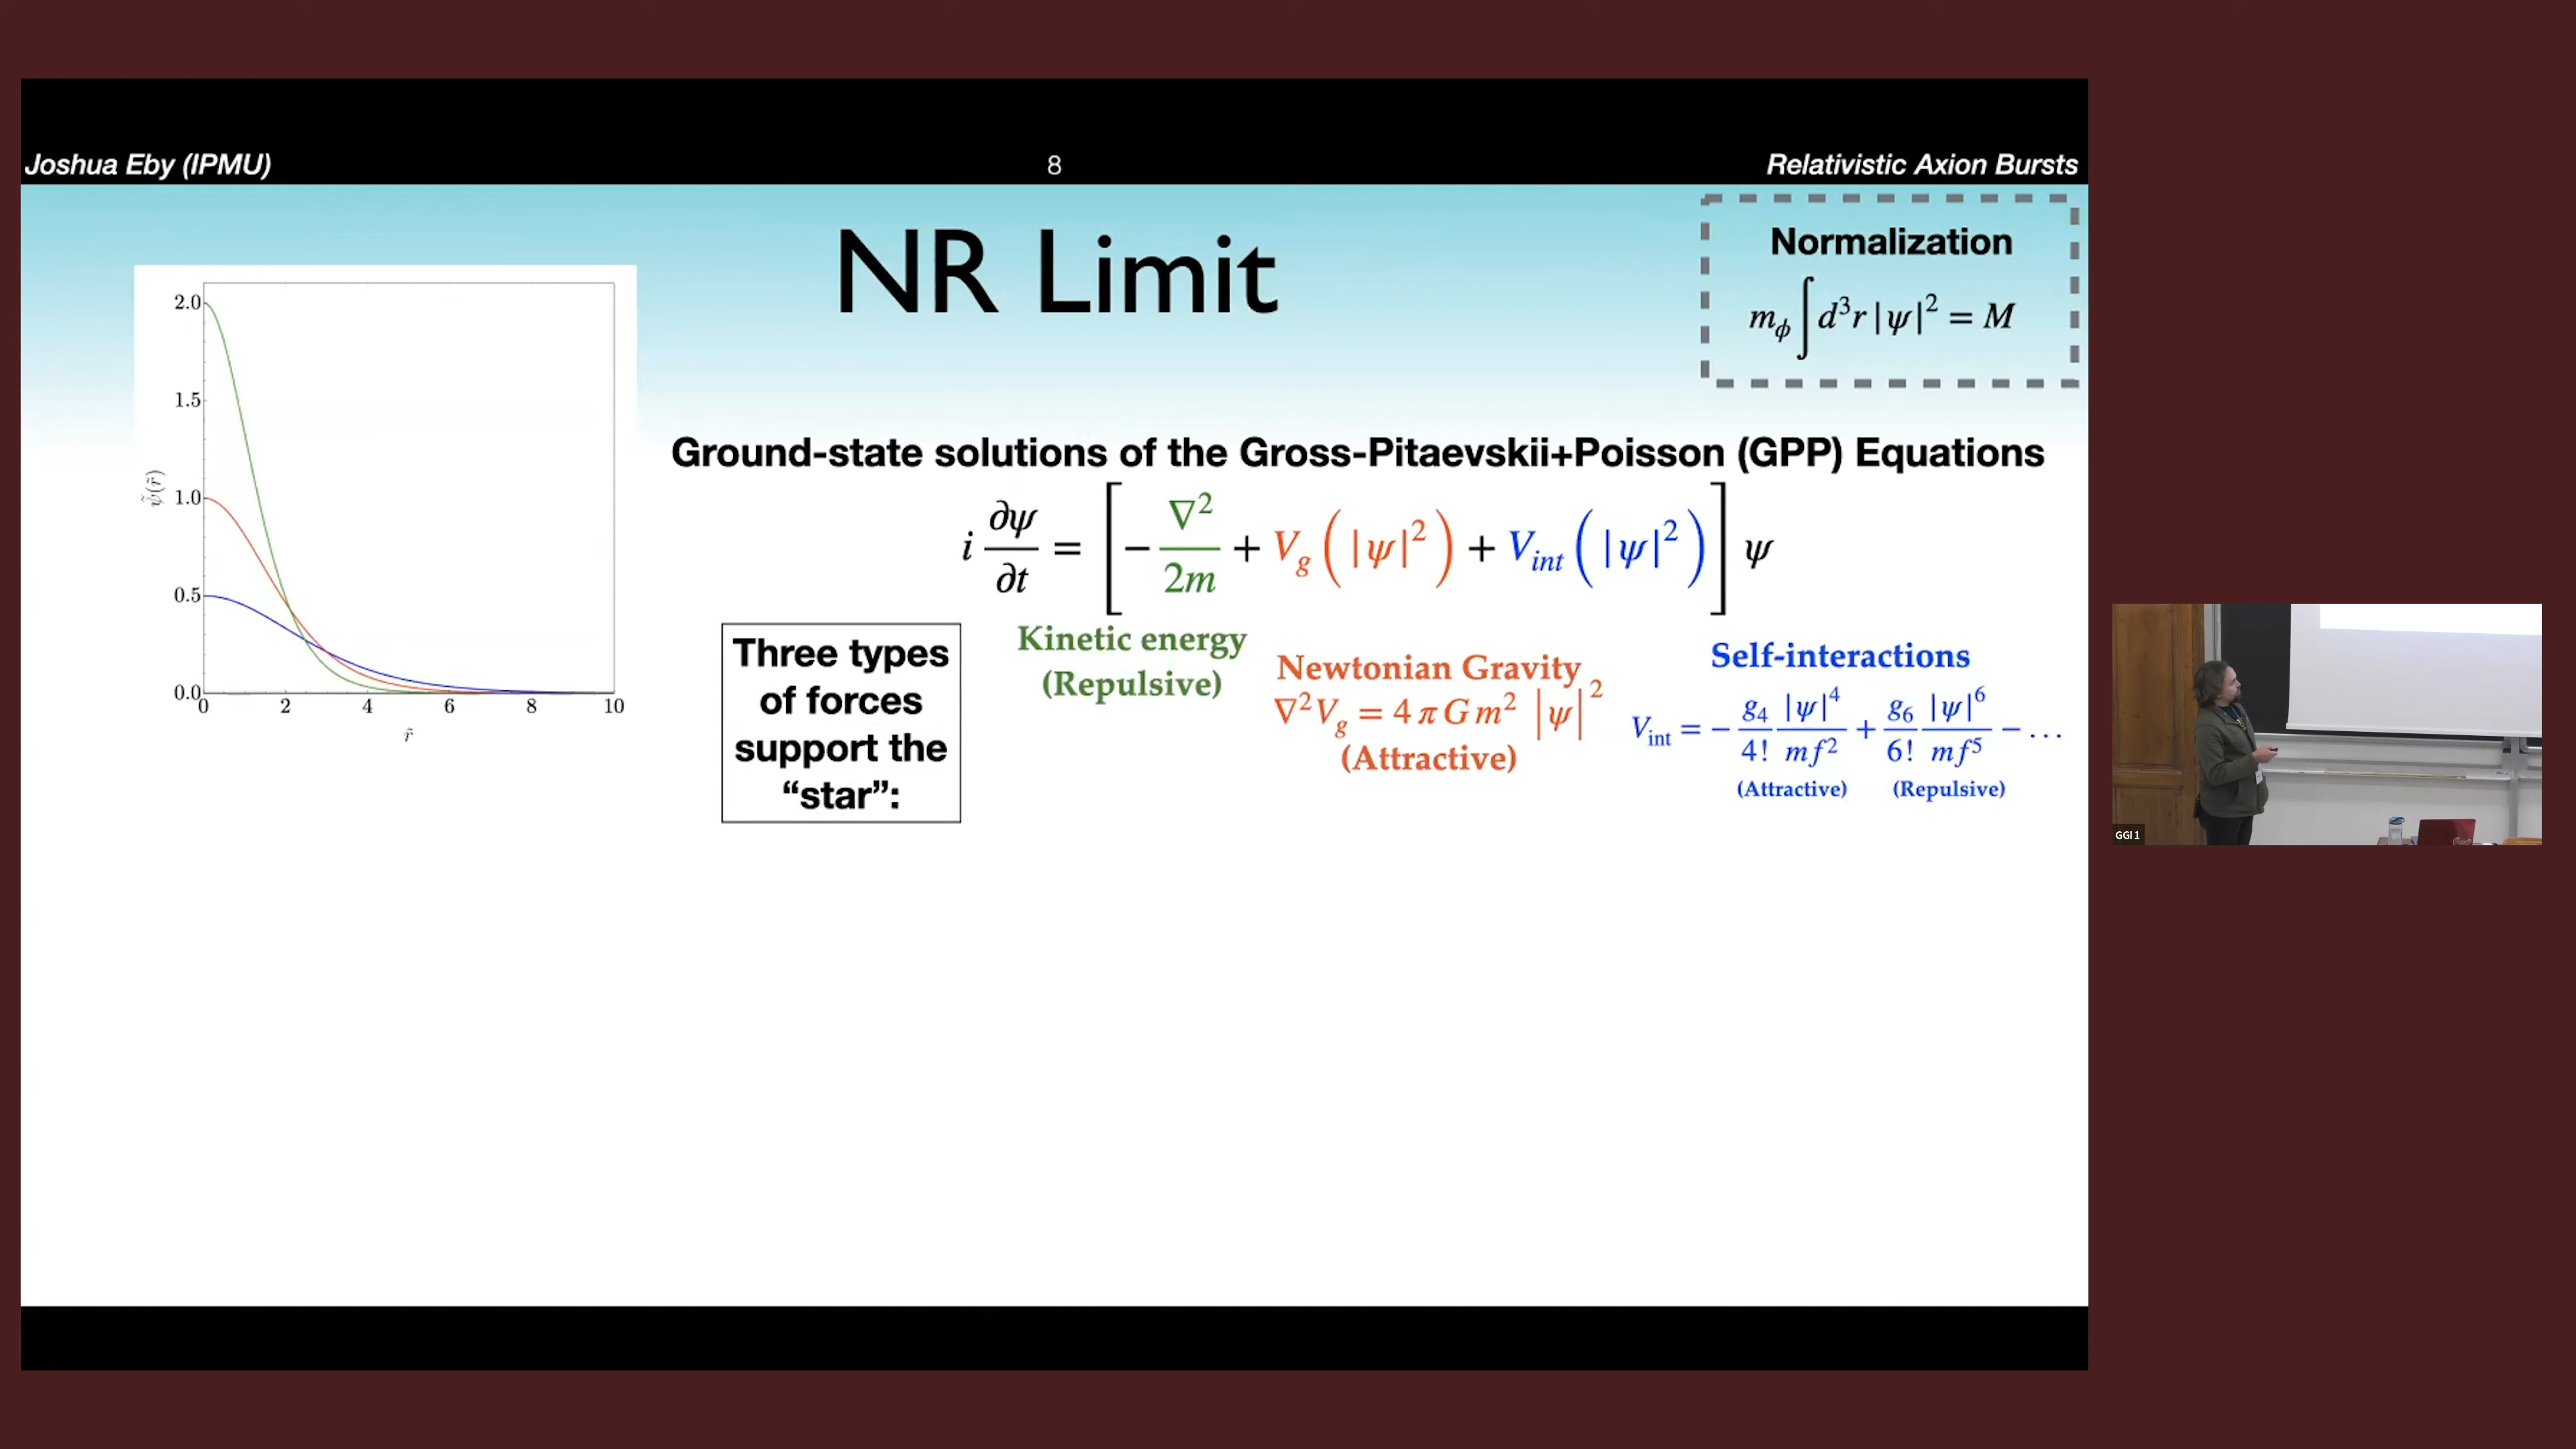 Joshua Eby (IPMU)
8
Relativistic Axion Bursts
NR Limit
Normalization
m_ϕ ∫ d³r |ψ|² = M
2.0
1.5
1.0
0.5
0.0
0 2 4 6 8 10
ψ̃(r̃)
r̃
Ground-state solutions of the Gross-Pitaevskii+Poisson (GPP) Equations
i ∂ψ/∂t = [ − ∇²/2m + V_g (|ψ|²) + V_int (|ψ|²) ] ψ
Three types
of forces
support the
“star”:
Kinetic energy
(Repulsive)
Newtonian Gravity
∇²V_g = 4 π G m² |ψ|²
(Attractive)
Self-interactions
V_int = − g₄/4! |ψ|⁴/mf² + g₆/6! |ψ|⁶/mf⁵ − …
(Attractive) (Repulsive)
GGI 1